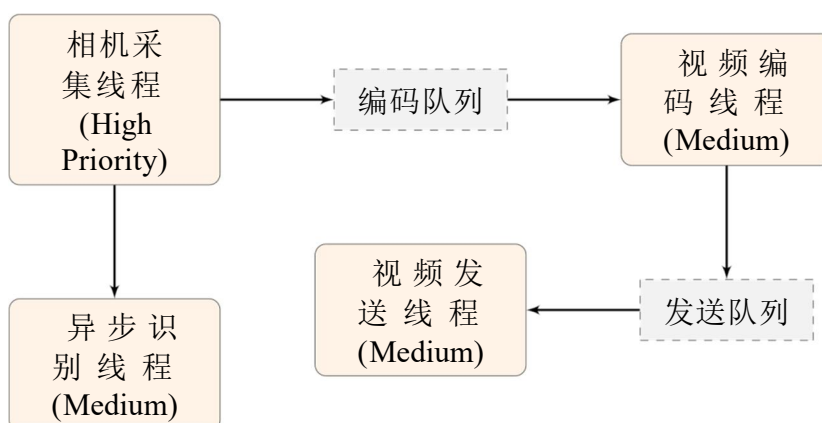 相机采
集线程
(High
Priority)
编码队列
视频编
码线程
(Medium)
视频发
送线程
(Medium)
发送队列
异步识
别线程
(Medium)